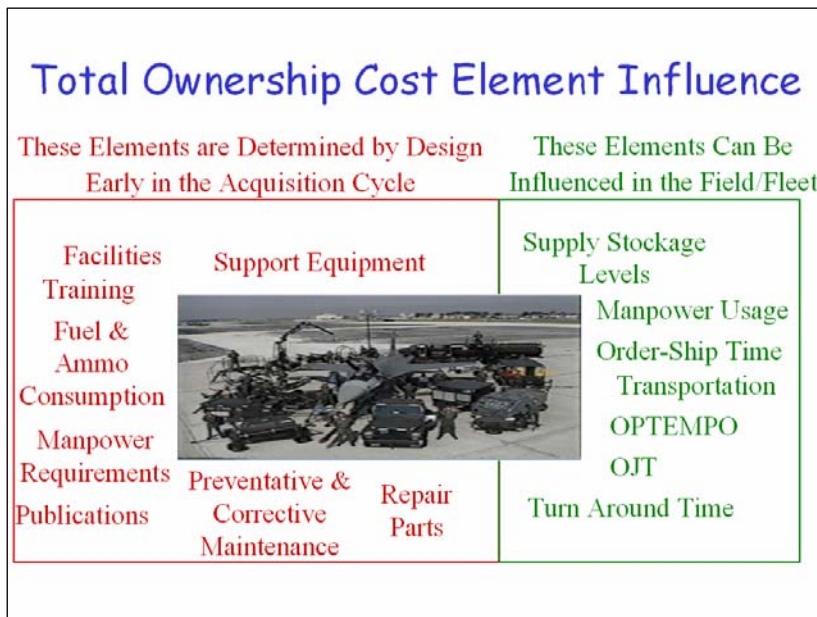 Total Ownership Cost Element Influence
These Elements are Determined by Design
Early in the Acquisition Cycle
These Elements Can Be
Influenced in the Field/Fleet
Facilities
Training
Support Equipment
Fuel &
Ammo
Consumption
Manpower
Requirements
Publications
Preventative &
Corrective
Maintenance
Repair
Parts
Supply Stockage
Levels
Manpower Usage
Order-Ship Time
Transportation
OPTEMPO
OJT
Turn Around Time